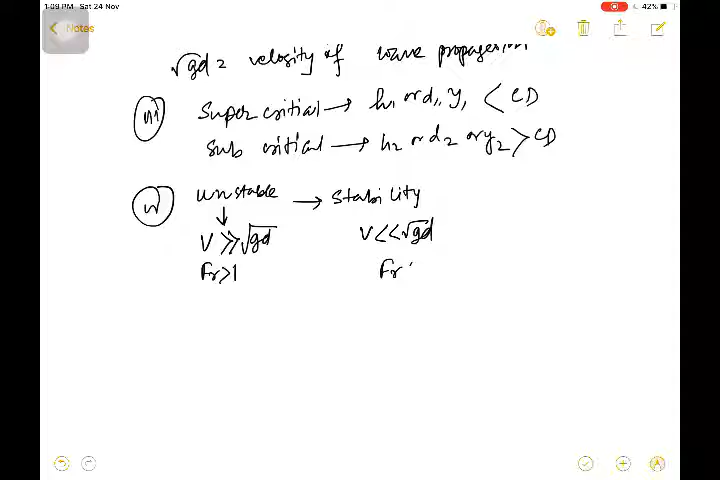 1:09 PM Sat 24 Nov
42%
Notes
√gd = velocity of wave propagation
iii Super critical → h1 or d1, y1 < CD
Sub critical → h2 or d2 or y2 > CD
iv unstable → Stability
V >> √gd V << √gd
Fr > 1 Fr